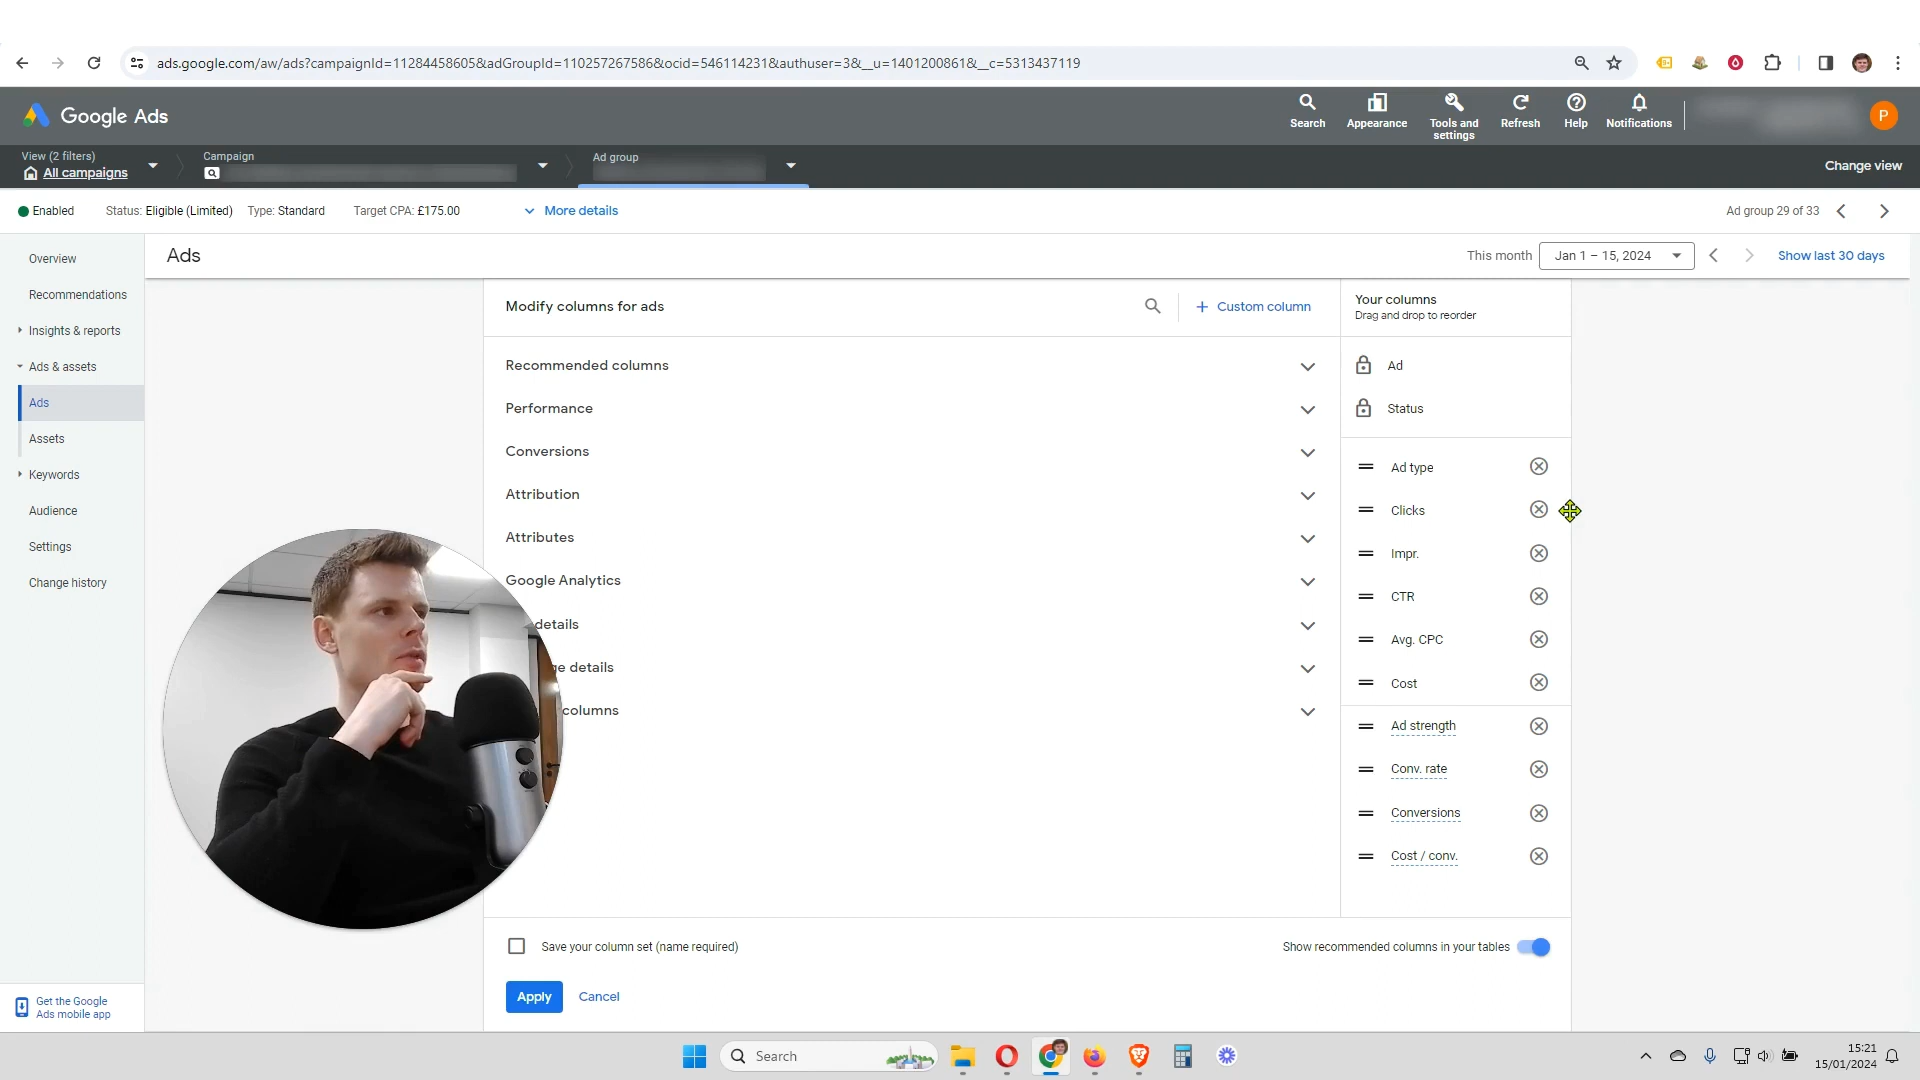 ads.google.com/aw/ads?campaignId=11284458605&adGroupId=110257267586&ocid=546114231&authuser=3&__u=1401200861&__c=5313437119
Google Ads
Search
Appearance
Tools and
settings
Refresh
Help
Notifications
P
View (2 filters)
All campaigns
Campaign
Ad group
Change view
Enabled
Status: Eligible (Limited)
Type: Standard
Target CPA: £175.00
More details
Ad group 29 of 33
Overview
Recommendations
Insights & reports
Ads & assets
Ads
Assets
Keywords
Audience
Settings
Change history
Get the Google
Ads mobile app
Ads
This month
Jan 1 – 15, 2024
Show last 30 days
Modify columns for ads
+ Custom column
Recommended columns
Performance
Conversions
Attribution
Attributes
Google Analytics
details
details
columns
Your columns
Drag and drop to reorder
Ad
Status
Ad type
Clicks
Impr.
CTR
Avg. CPC
Cost
Ad strength
Conv. rate
Conversions
Cost / conv.
Save your column set (name required)
Show recommended columns in your tables
Apply
Cancel
Search
15:21
15/01/2024